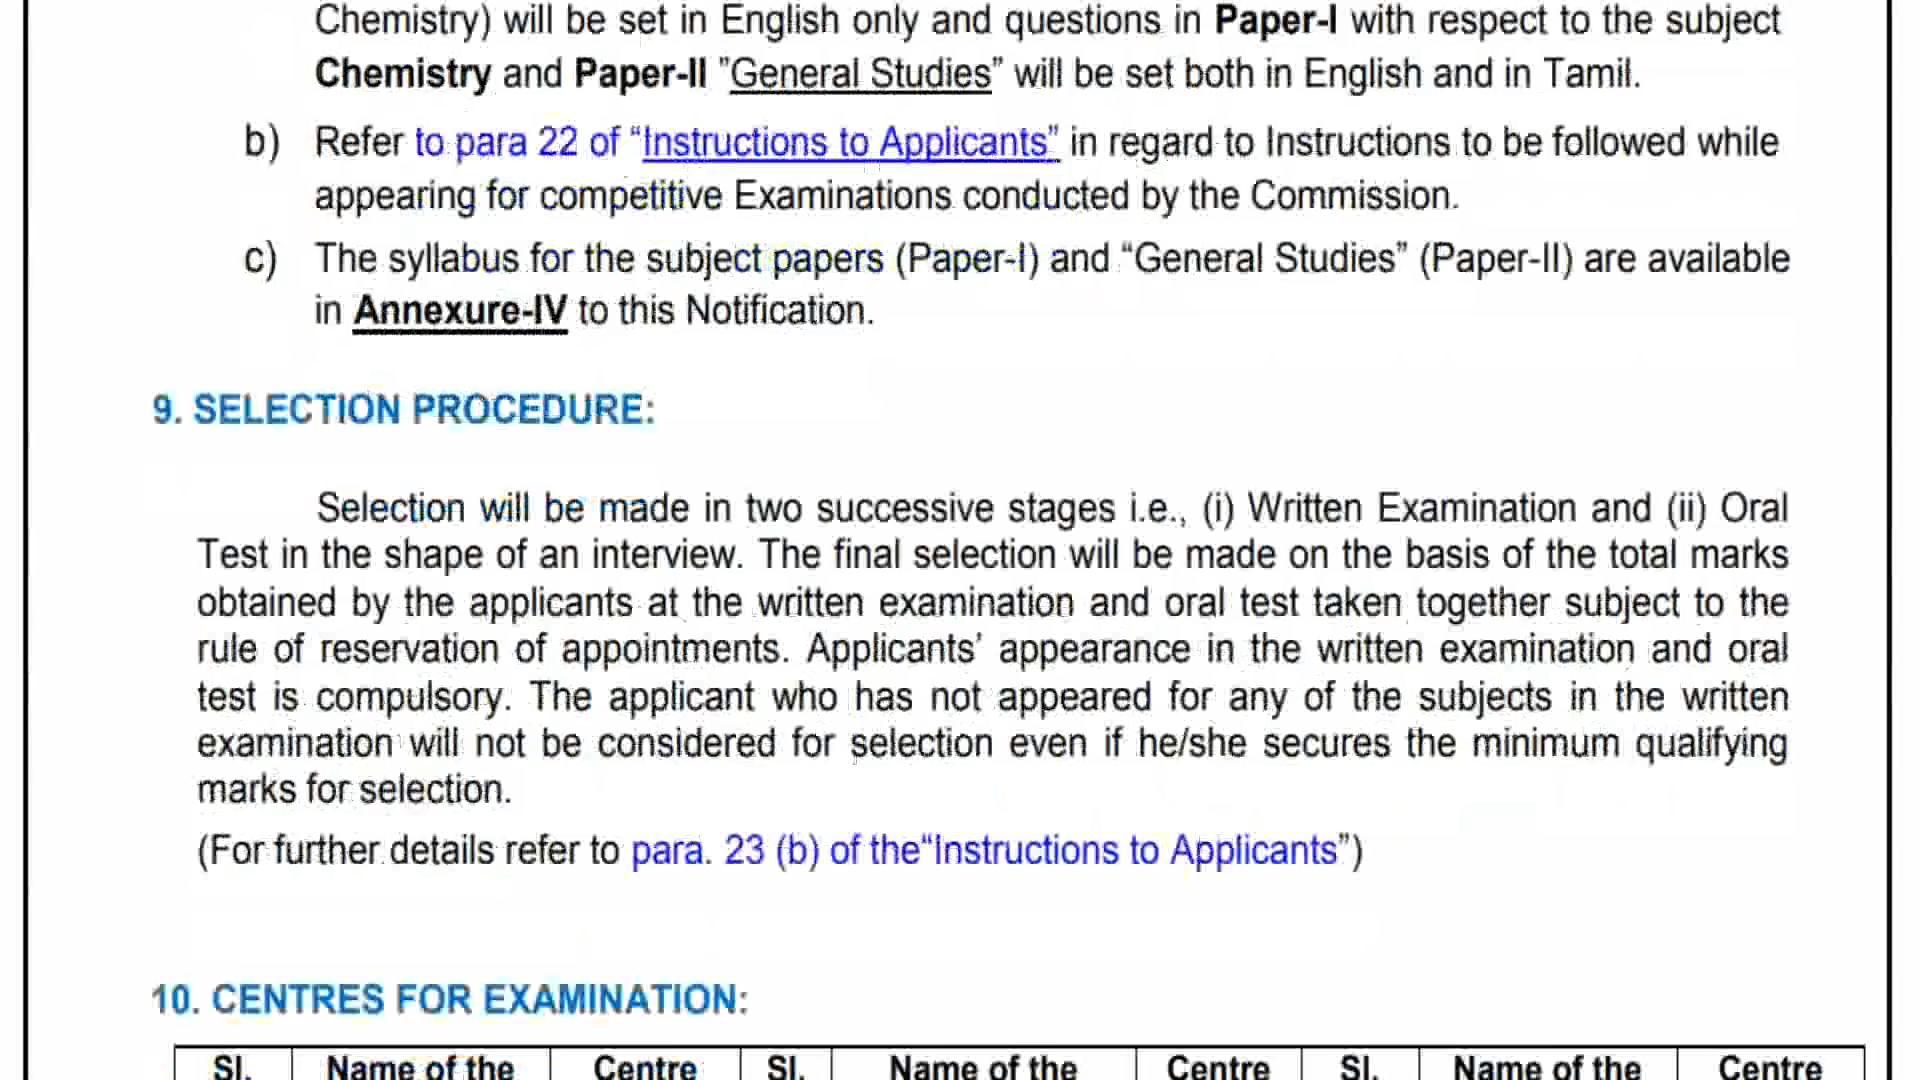 Chemistry) will be set in English only and questions in Paper-I with respect to the subject
Chemistry and Paper-II "General Studies” will be set both in English and in Tamil.
b) Refer to para 22 of “Instructions to Applicants” in regard to Instructions to be followed while
appearing for competitive Examinations conducted by the Commission.
c) The syllabus for the subject papers (Paper-I) and “General Studies” (Paper-II) are available
in Annexure-IV to this Notification.
9. SELECTION PROCEDURE:
Selection will be made in two successive stages i.e., (i) Written Examination and (ii) Oral
Test in the shape of an interview. The final selection will be made on the basis of the total marks
obtained by the applicants at the written examination and oral test taken together subject to the
rule of reservation of appointments. Applicants’ appearance in the written examination and oral
test is compulsory. The applicant who has not appeared for any of the subjects in the written
examination will not be considered for selection even if he/she secures the minimum qualifying
marks for selection.
(For further details refer to para. 23 (b) of the“Instructions to Applicants”)
10. CENTRES FOR EXAMINATION:
Sl. Name of the Centre Sl. Name of the Centre Sl. Name of the Centre